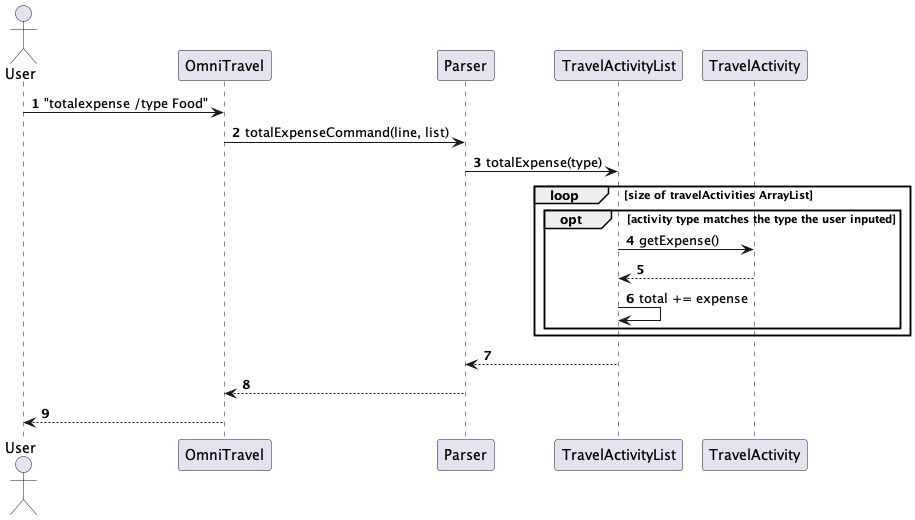 User
OmniTravel
Parser
TravelActivityList
TravelActivity
1 "totalexpense /type Food"
2 totalExpenseCommand(line, list)
3 totalExpense(type)
loop [size of travelActivities ArrayList]
opt [activity type matches the type the user inputed]
4 getExpense()
5
6 total += expense
7
8
9
User
OmniTravel
Parser
TravelActivityList
TravelActivity